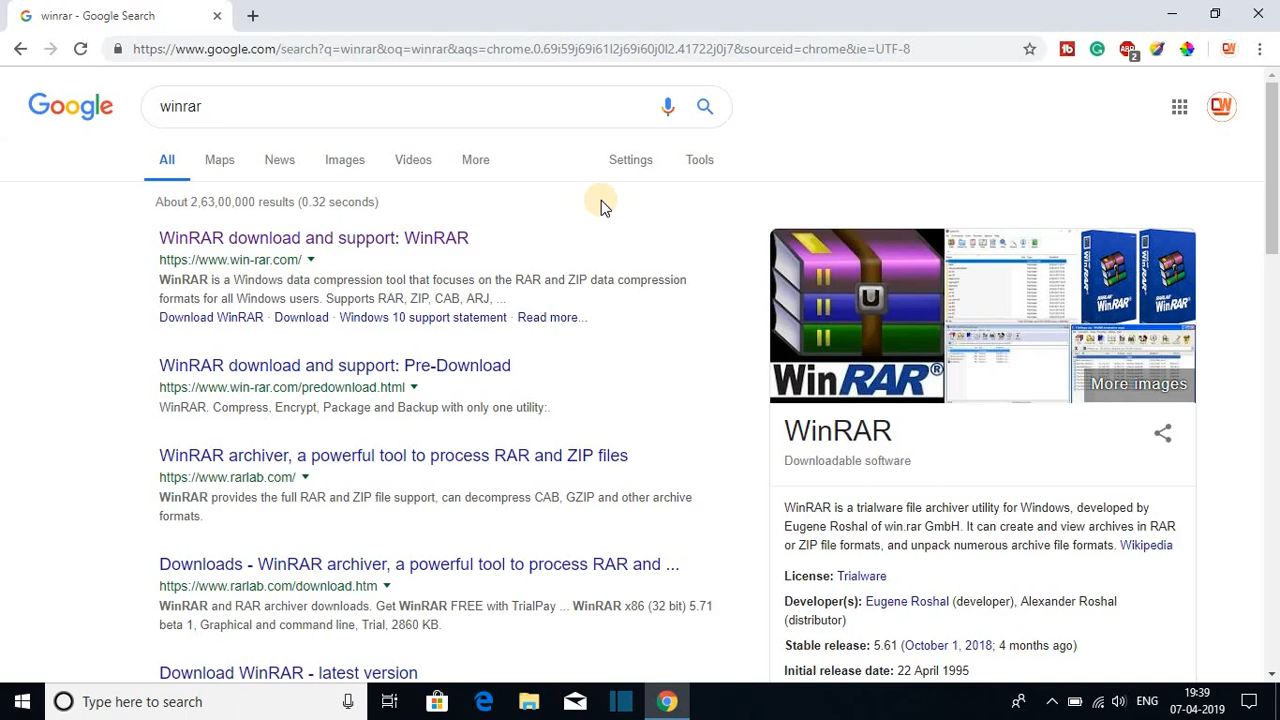 winrar - Google Search
https://www.google.com/search?q=winrar&oq=winrar&aqs=chrome.0.69i59j69i61l2j69i60j0l2.41722j0j7&sourceid=chrome&ie=UTF-8
ABP
2
Google
winrar
All
Maps
News
Images
Videos
More
Settings
Tools
About 2,63,00,000 results (0.32 seconds)
WinRAR download and support: WinRAR
https://www.win-rar.com/
WinRAR is a Windows data compression tool that focuses on the RAR and ZIP data compression
formats for all Windows users. Supports RAR, ZIP, CAB, ARJ, ...
Download WinRAR · Download · Windows 10 support statement · Read more
WinRAR download and support: Pre-Download
https://www.win-rar.com/predownload.html
WinRAR. Compress, Encrypt, Package and Backup with only one utility:.
WinRAR archiver, a powerful tool to process RAR and ZIP files
https://www.rarlab.com/
WinRAR provides the full RAR and ZIP file support, can decompress CAB, GZIP and other archive
formats.
Downloads - WinRAR archiver, a powerful tool to process RAR and ...
https://www.rarlab.com/download.htm
WinRAR and RAR archiver downloads. Get WinRAR FREE with TrialPay ... WinRAR x86 (32 bit) 5.71
beta 1, Graphical and command line, Trial, 2860 KB.
Download WinRAR - latest version
WinRAR®
WinRAR
WinRAR
More images
WinRAR
Downloadable software
WinRAR is a trialware file archiver utility for Windows, developed by
Eugene Roshal of win.rar GmbH. It can create and view archives in RAR
or ZIP file formats, and unpack numerous archive file formats. Wikipedia
License: Trialware
Developer(s): Eugene Roshal (developer), Alexander Roshal
(distributor)
Stable release: 5.61 (October 1, 2018; 4 months ago)
Initial release date: 22 April 1995
Type here to search
ENG
19:39
07-04-2019